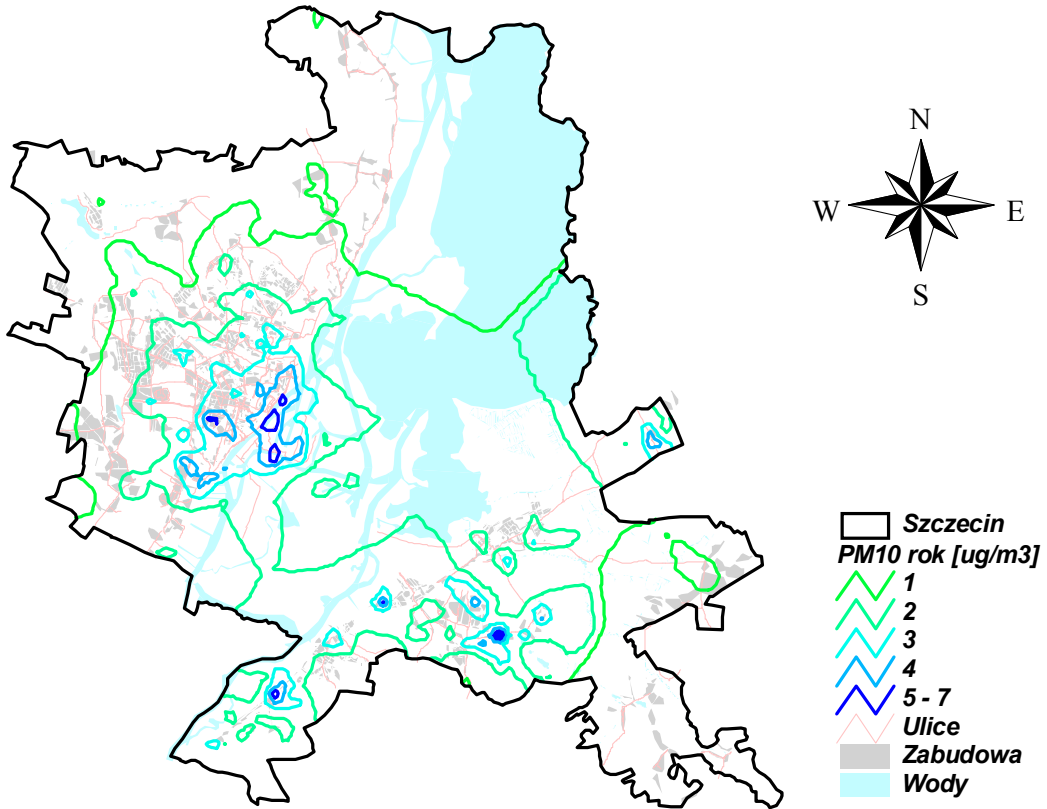 N
W
E
S
Szczecin
PM10 rok [ug/m3]
1
2
3
4
5 - 7
Ulice
Zabudowa
Wody